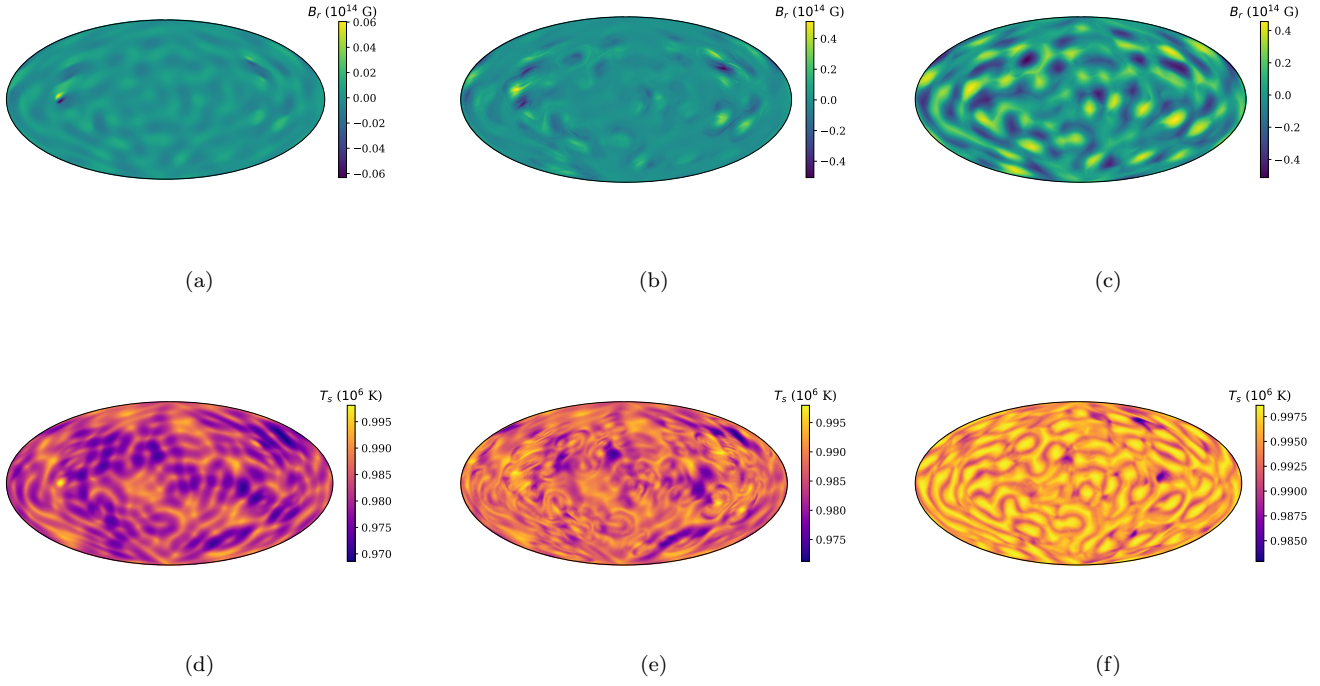 B_r (10^14 G)
0.06
0.04
0.02
0.00
−0.02
−0.04
−0.06
(a)
B_r (10^14 G)
0.4
0.2
0.0
−0.2
−0.4
(b)
B_r (10^14 G)
0.4
0.2
0.0
−0.2
−0.4
(c)
T_s (10^6 K)
0.995
0.990
0.985
0.980
0.975
0.970
(d)
T_s (10^6 K)
0.995
0.990
0.985
0.980
0.975
(e)
T_s (10^6 K)
0.9975
0.9950
0.9925
0.9900
0.9875
0.9850
(f)